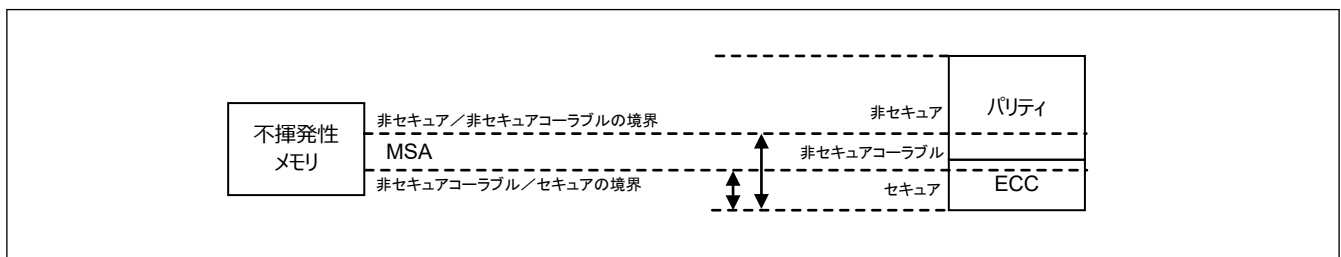 不揮発性
メモリ
非セキュア／非セキュアコーラブルの境界
MSA
非セキュアコーラブル／セキュアの境界
非セキュア
非セキュアコーラブル
セキュア
パリティ
ECC